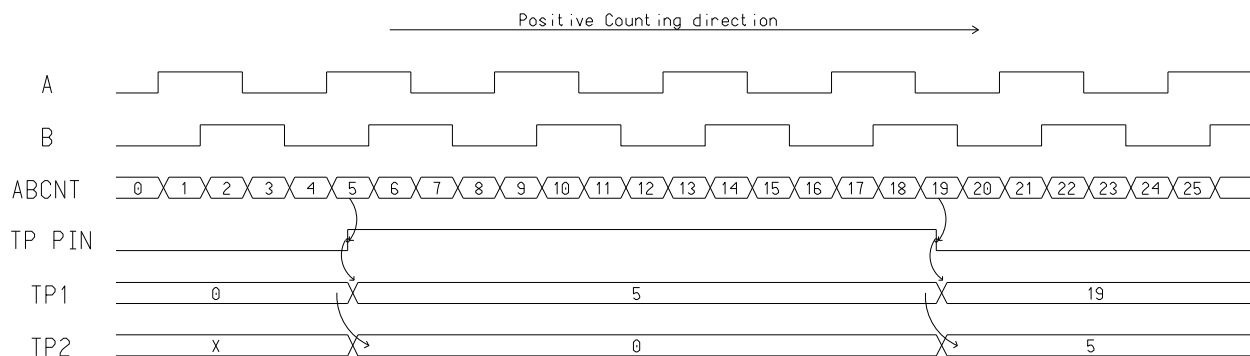 Positive Counting direction
A
B
ABCNT 0 1 2 3 4 5 6 7 8 9 10 11 12 13 14 15 16 17 18 19 20 21 22 23 24 25
TP PIN
TP1 0 5 19
TP2 X 0 5